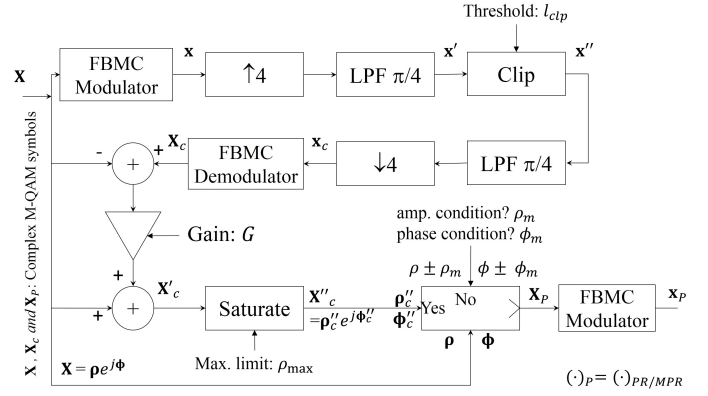 Threshold: l_clp
X
FBMC
Modulator
x
↑4
LPF π/4
x′
Clip
x′′
X, X_c and X_P: Complex M-QAM symbols
-
+
+
X_c
FBMC
Demodulator
x_c
↓4
LPF π/4
Gain: G
amp. condition? ρ_m
phase condition? ϕ_m
ρ ± ρ_m
ϕ ± ϕ_m
+
+
+
X′_c
Saturate
X′′_c
=ρ′′_c e^{jϕ′′_c}
ρ′′_c
ϕ′′_c
Yes
No
X_P
FBMC
Modulator
x_P
ρ
ϕ
X = ρe^{jϕ}
Max. limit: ρ_max
(·)_P= (·)_{PR/MPR}